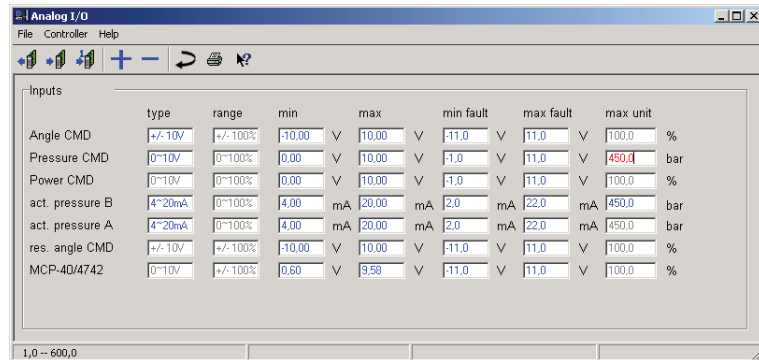 Analog I/O
File Controller Help
Inputs
type range min max min fault max fault max unit
Angle CMD +/- 10V +/- 100% -10,00 V 10,00 V -11,0 V 11,0 V 100,0 %
Pressure CMD 0~10V 0~100% 0,00 V 10,00 V -1,0 V 11,0 V 450,0 bar
Power CMD 0~10V 0~100% 0,00 V 10,00 V -1,0 V 11,0 V 100,0 %
act. pressure B 4~20mA 0~100% 4,00 mA 20,00 mA 2,0 mA 22,0 mA 450,0 bar
act. pressure A 4~20mA 0~100% 4,00 mA 20,00 mA 2,0 mA 22,0 mA 450,0 bar
res. angle CMD +/- 10V +/- 100% -10,00 V 10,00 V -11,0 V 11,0 V 100,0 %
MCP-40/4742 0~10V +/- 100% 0,60 V 9,58 V -11,0 V 11,0 V 100,0 %
1,0 -- 600,0